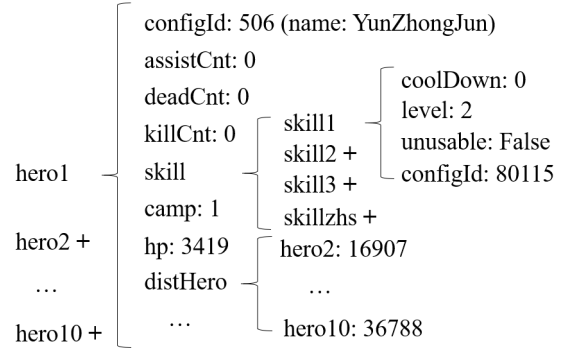 configId: 506 (name: YunZhongJun)
assistCnt: 0
deadCnt: 0
killCnt: 0
hero1
skill
camp: 1
hero2 +
hp: 3419
distHero
...
...
hero10 +
skill1
skill2 +
skill3 +
skillzhs +
coolDown: 0
level: 2
unusable: False
configId: 80115
hero2: 16907
...
hero10: 36788